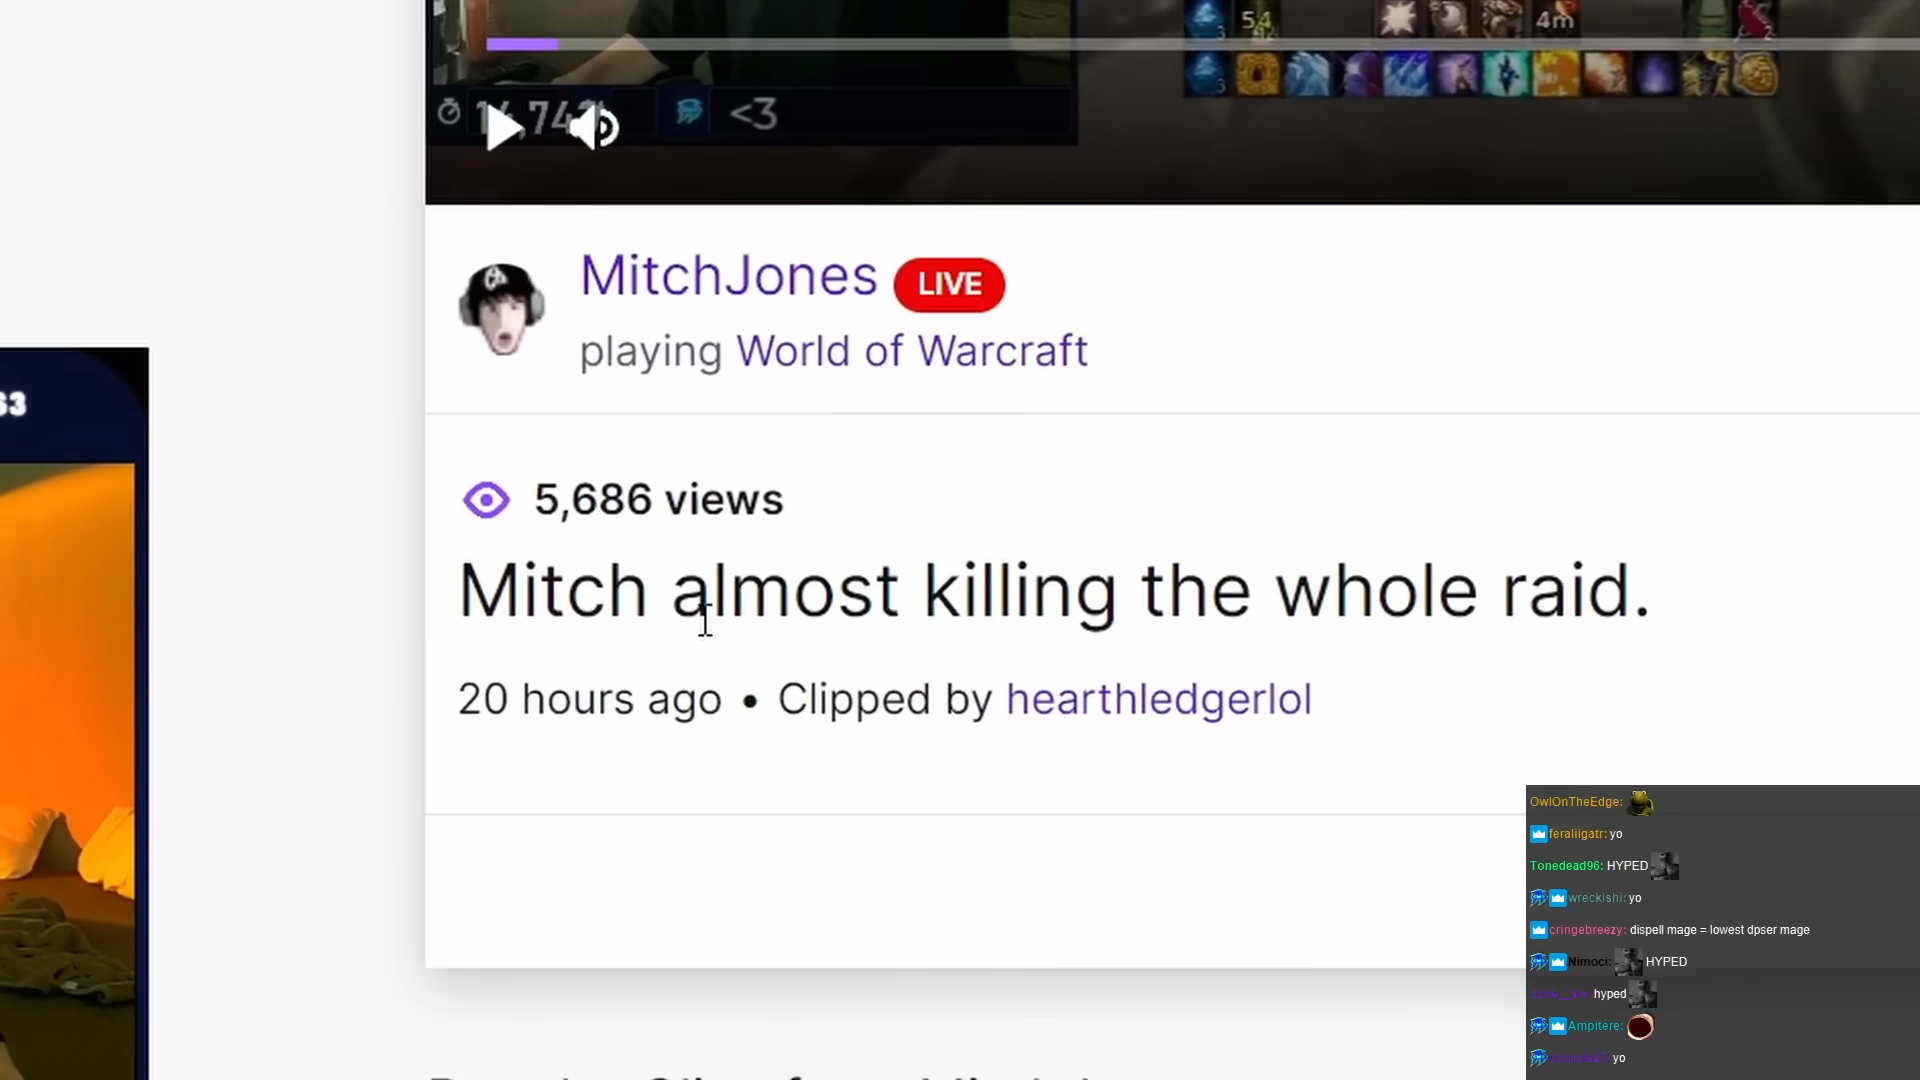 54
4m
<3
63
MitchJones LIVE
playing World of Warcraft
5,686 views
Mitch almost killing the whole raid.
20 hours ago • Clipped by hearthledgerlol
OwlOnTheEdge:
feraliigatr: yo
Tonedead96: HYPED
wreckishi: yo
cringebreezy: dispell mage = lowest dpser mage
Nimoci: HYPED
hyped
Ampitere:
yo